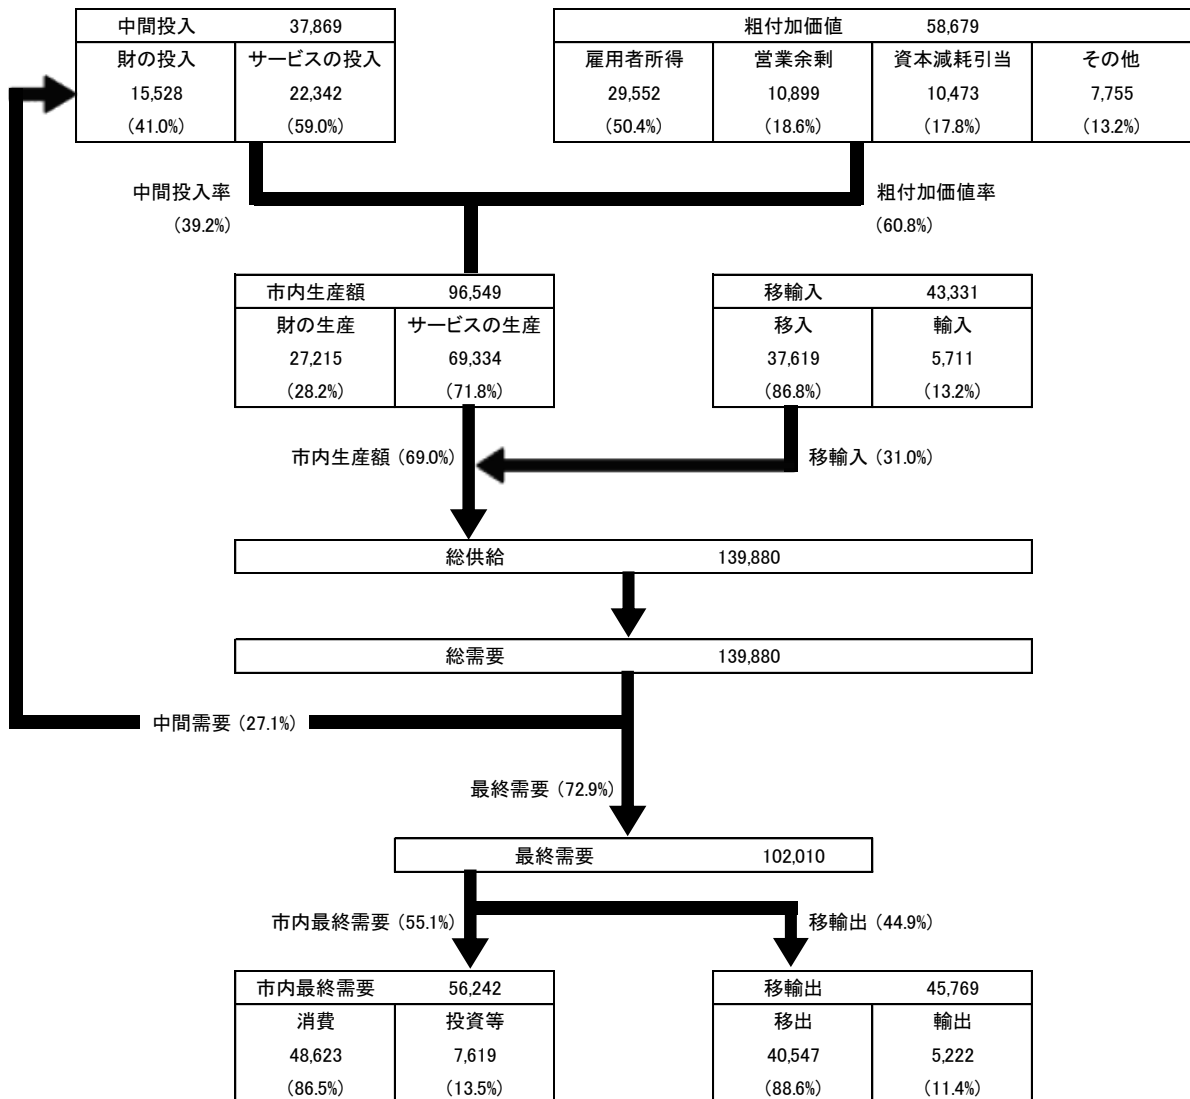 中間投入 37,869
財の投入 サービスの投入
15,528 22,342
(41.0%) (59.0%)
粗付加価値 58,679
雇用者所得 営業余剰 資本減耗引当 その他
29,552 10,899 10,473 7,755
(50.4%) (18.6%) (17.8%) (13.2%)
中間投入率
(39.2%)
粗付加価値率
(60.8%)
市内生産額 96,549
財の生産 サービスの生産
27,215 69,334
(28.2%) (71.8%)
移輸入 43,331
移入 輸入
37,619 5,711
(86.8%) (13.2%)
市内生産額 (69.0%)
移輸入 (31.0%)
総供給 139,880
総需要 139,880
中間需要 (27.1%)
最終需要 (72.9%)
最終需要 102,010
市内最終需要 (55.1%)
移輸出 (44.9%)
市内最終需要 56,242
消費 投資等
48,623 7,619
(86.5%) (13.5%)
移輸出 45,769
移出 輸出
40,547 5,222
(88.6%) (11.4%)